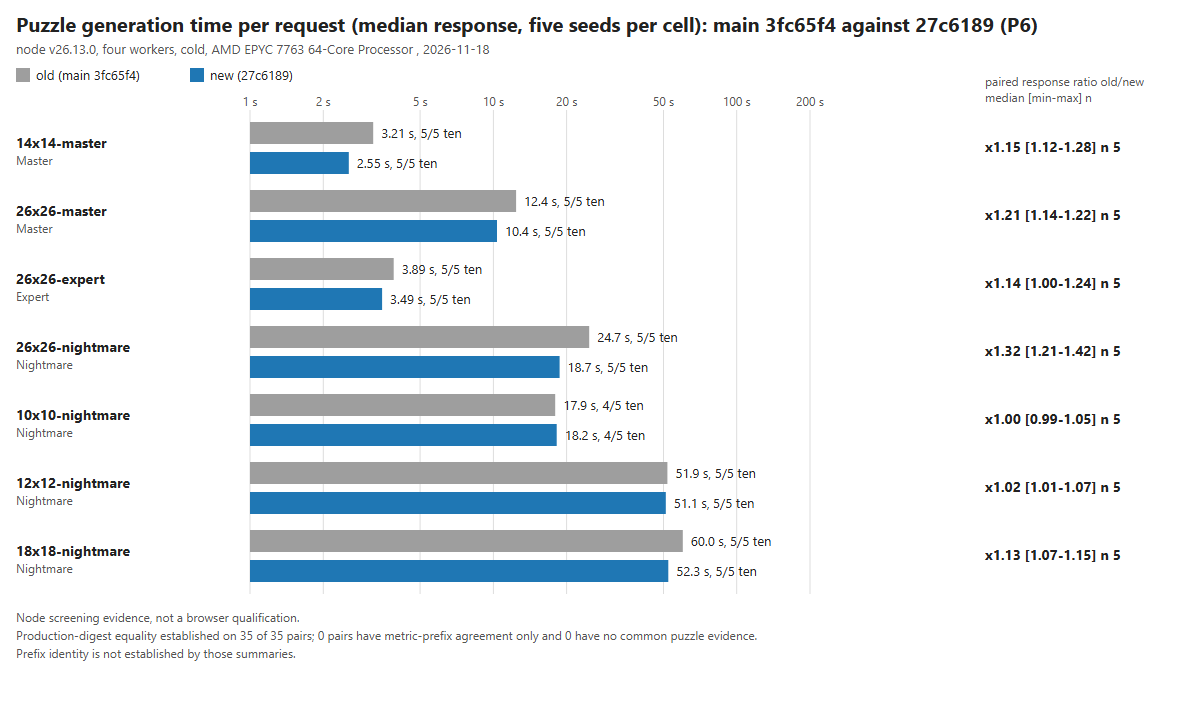 Puzzle generation time per request (median response, five seeds per cell): main 3fc65f4 against 27c6189 (P6)
node v26.13.0, four workers, cold, AMD EPYC 7763 64-Core Processor , 2026-11-18
old (main 3fc65f4) new (27c6189)
paired response ratio old/new
median [min-max] n
1 s 2 s 5 s 10 s 20 s 50 s 100 s 200 s
14x14-master
Master
3.21 s, 5/5 ten
2.55 s, 5/5 ten
x1.15 [1.12-1.28] n 5
26x26-master
Master
12.4 s, 5/5 ten
10.4 s, 5/5 ten
x1.21 [1.14-1.22] n 5
26x26-expert
Expert
3.89 s, 5/5 ten
3.49 s, 5/5 ten
x1.14 [1.00-1.24] n 5
26x26-nightmare
Nightmare
24.7 s, 5/5 ten
18.7 s, 5/5 ten
x1.32 [1.21-1.42] n 5
10x10-nightmare
Nightmare
17.9 s, 4/5 ten
18.2 s, 4/5 ten
x1.00 [0.99-1.05] n 5
12x12-nightmare
Nightmare
51.9 s, 5/5 ten
51.1 s, 5/5 ten
x1.02 [1.01-1.07] n 5
18x18-nightmare
Nightmare
60.0 s, 5/5 ten
52.3 s, 5/5 ten
x1.13 [1.07-1.15] n 5
Node screening evidence, not a browser qualification.
Production-digest equality established on 35 of 35 pairs; 0 pairs have metric-prefix agreement only and 0 have no common puzzle evidence.
Prefix identity is not established by those summaries.